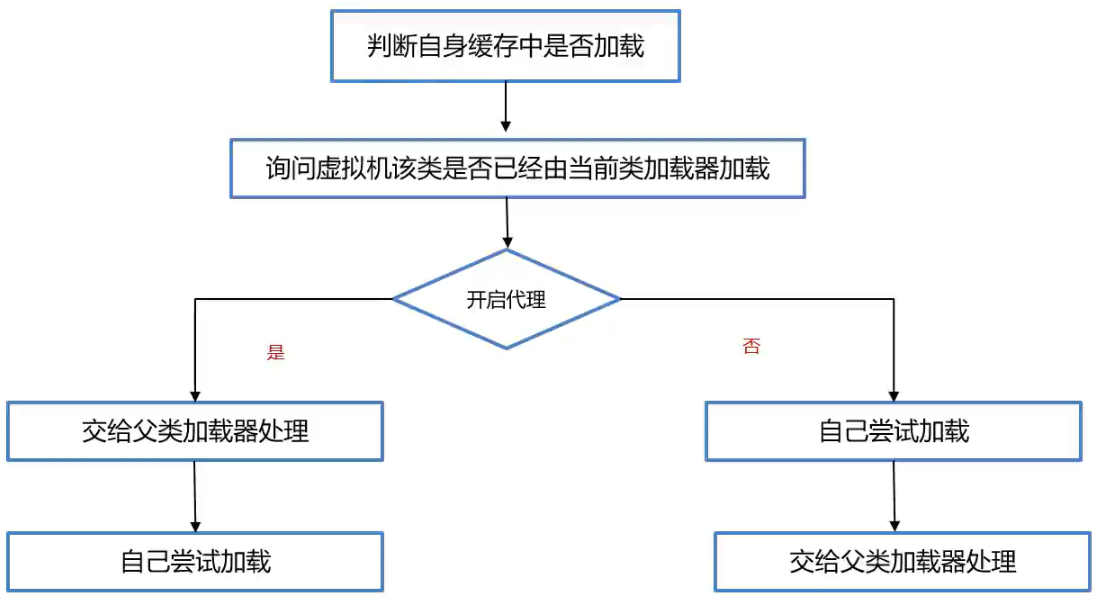 判断自身缓存中是否加载
询问虚拟机该类是否已经由当前类加载器加载
开启代理
是
否
交给父类加载器处理
自己尝试加载
自己尝试加载
交给父类加载器处理